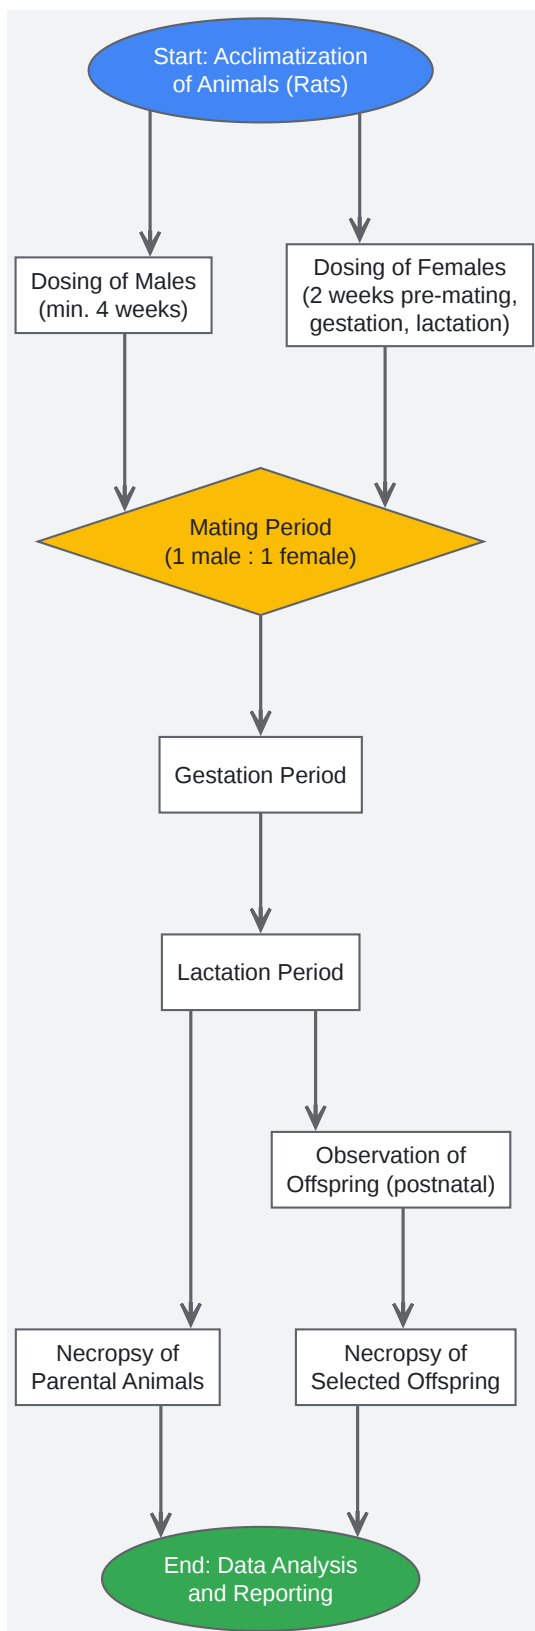 Start: Acclimatization
of Animals (Rats)
Dosing of Males
(min. 4 weeks)
Dosing of Females
(2 weeks pre-mating,
gestation, lactation)
Mating Period
(1 male : 1 female)
Gestation Period
Lactation Period
Observation of
Offspring (postnatal)
Necropsy of
Parental Animals
Necropsy of
Selected Offspring
End: Data Analysis
and Reporting